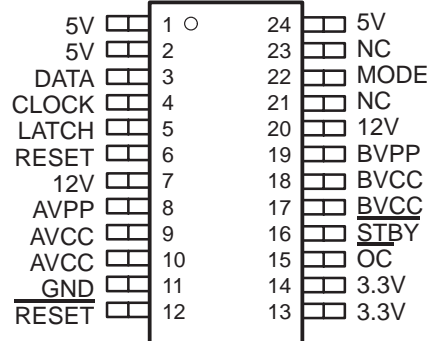 5V 1 24 5V
5V 2 23 NC
DATA 3 22 MODE
CLOCK 4 21 NC
LATCH 5 20 12V
RESET 6 19 BVPP
12V 7 18 BVCC
AVPP 8 17 BVCC
AVCC 9 16 STBY
AVCC 10 15 OC
GND 11 14 3.3V
RESET 12 13 3.3V